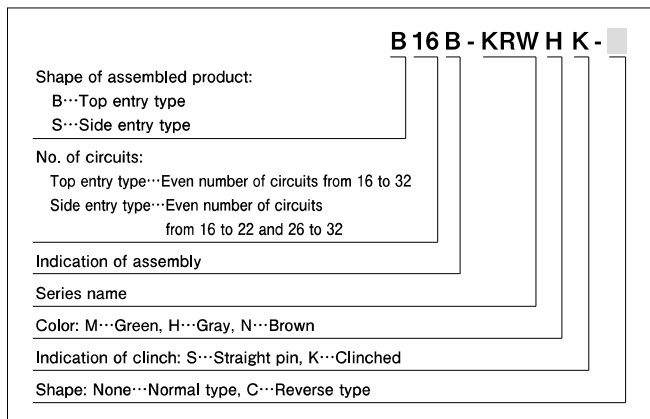 B 16 B - KRW H K -
Shape of assembled product:
B···Top entry type
S···Side entry type
No. of circuits:
Top entry type···Even number of circuits from 16 to 32
Side entry type···Even number of circuits
from 16 to 22 and 26 to 32
Indication of assembly
Series name
Color: M···Green, H···Gray, N···Brown
Indication of clinch: S···Straight pin, K···Clinched
Shape: None···Normal type, C···Reverse type